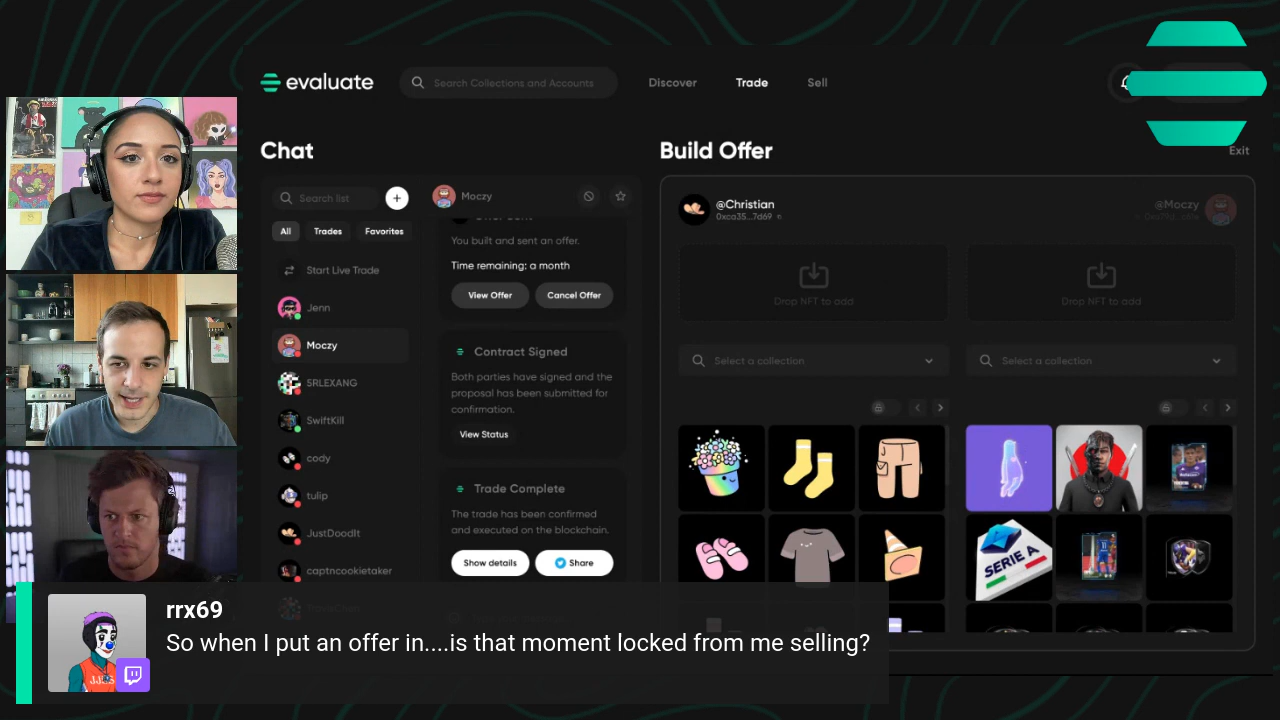 evaluate
Search Collections and Accounts
Discover
Trade
Sell
Chat
Build Offer
Exit
Search list
+
All
Trades
Favorites
Start Live Trade
Jenn
Moczy
SRLEXANG
SwiftKill
cody
tulip
JustDoodIt
captncookietaker
Moczy
Offer Sent
You built and sent an offer.
Time remaining: a month
View Offer
Cancel Offer
Contract Signed
Both parties have signed and the
proposal has been submitted for
confirmation.
View Status
Trade Complete
The trade has been confirmed
and executed on the blockchain.
Show details
Share
@Christian
0xca35...7d69
@Moczy
Drop NFT to add
Drop NFT to add
Select a collection
Select a collection
SERIE A
rrx69
So when I put an offer in....is that moment locked from me selling?